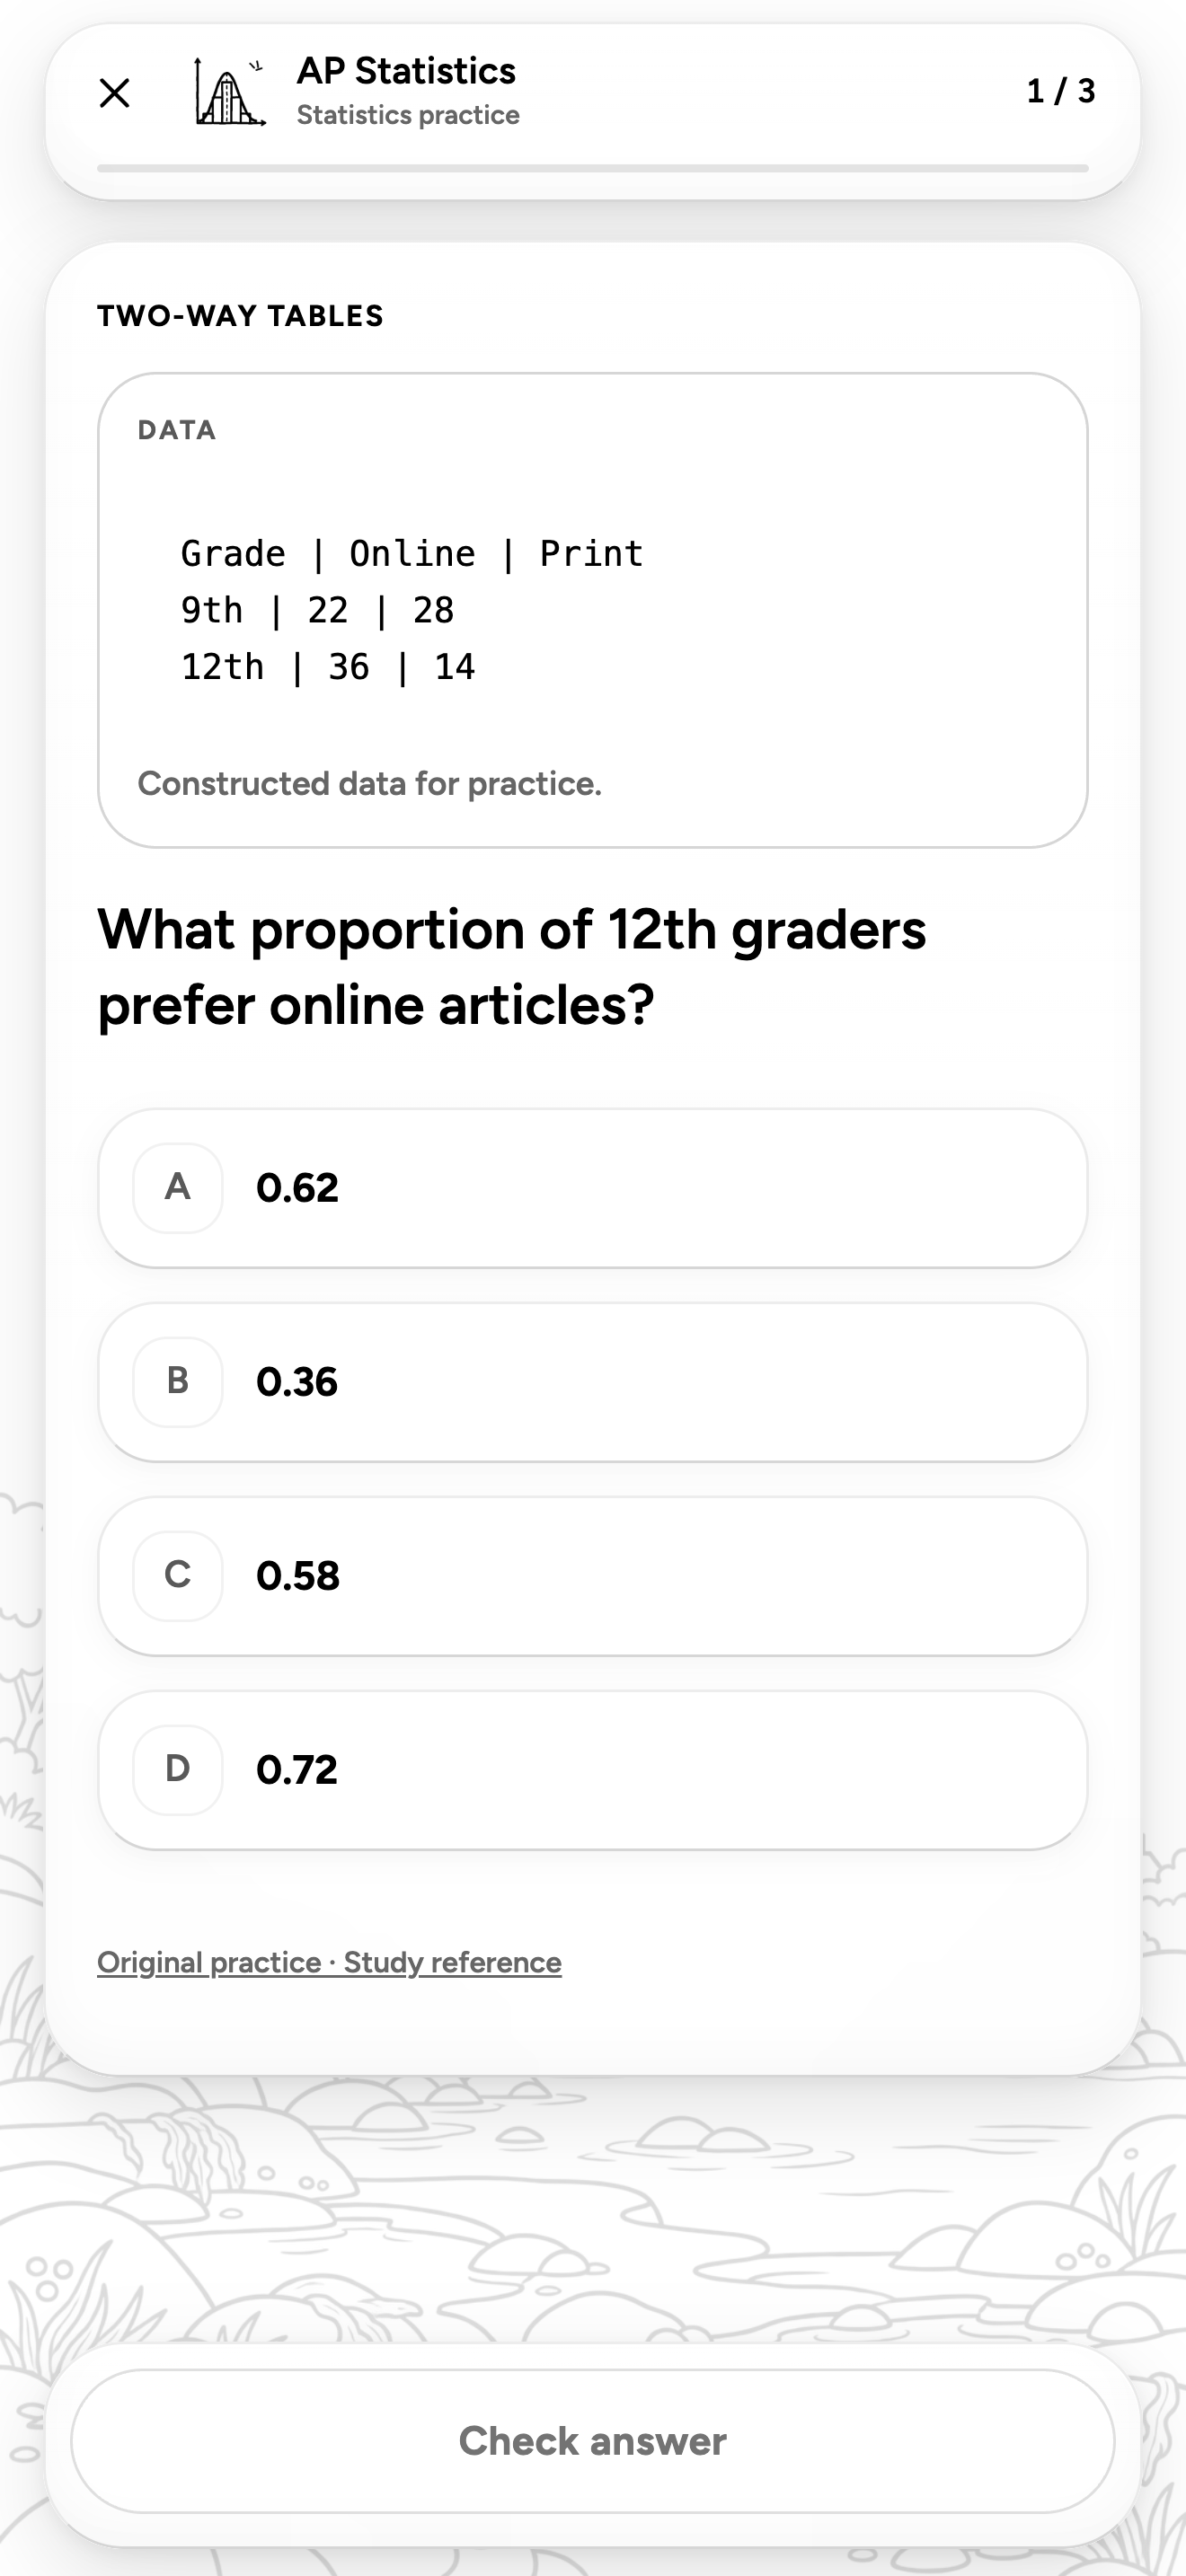 AP Statistics
Statistics practice
1 / 3
TWO-WAY TABLES
DATA
Grade | Online | Print
9th | 22 | 28
12th | 36 | 14
Constructed data for practice.
What proportion of 12th graders
prefer online articles?
A 0.62
B 0.36
C 0.58
D 0.72
Original practice · Study reference
Check answer